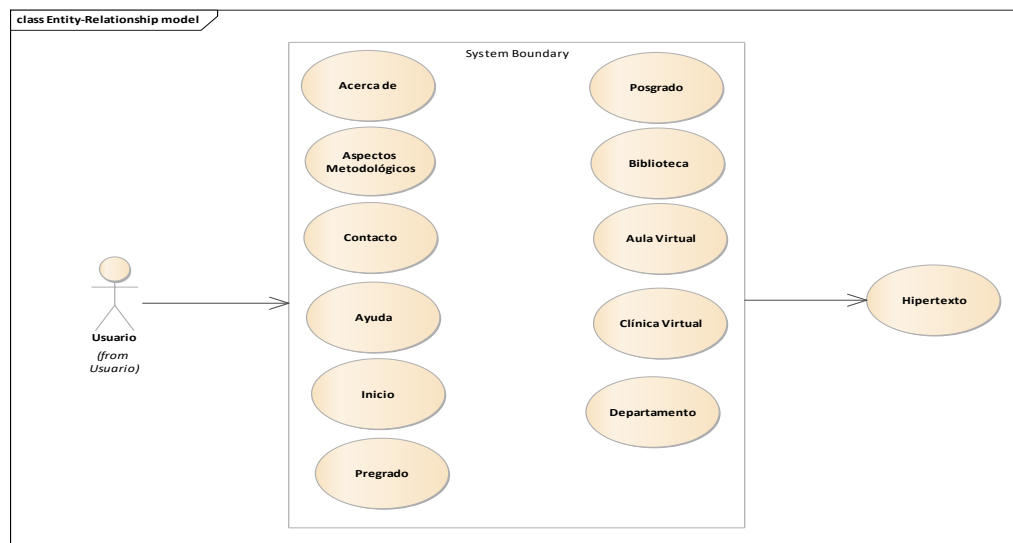 class Entity-Relationship model
System Boundary
Acerca de
Aspectos
Metodológicos
Contacto
Ayuda
Inicio
Pregrado
Posgrado
Biblioteca
Aula Virtual
Clínica Virtual
Departamento
Usuario
(from
Usuario)
Hipertexto